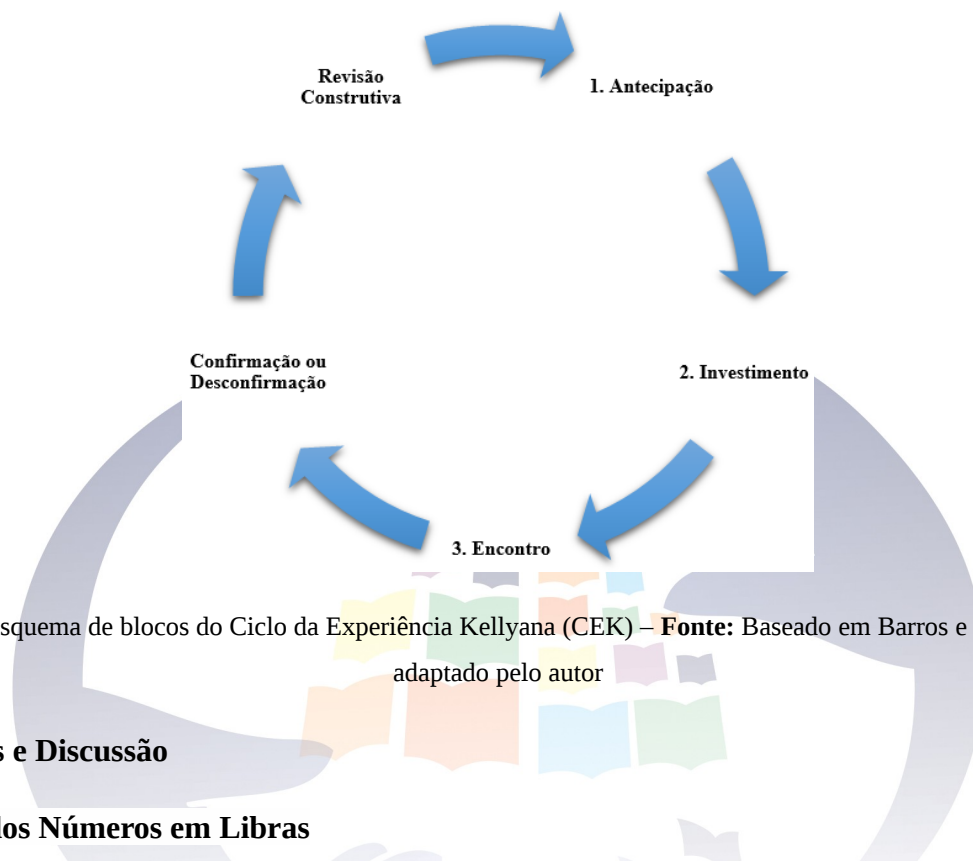 Revisão
Construtiva
1. Antecipação
Confirmação ou
Desconfirmação
2. Investimento
3. Encontro
squema de blocos do Ciclo da Experiência Kellyana (CEK) – Fonte: Baseado em Barros e
adaptado pelo autor
s e Discussão
los Números em Libras